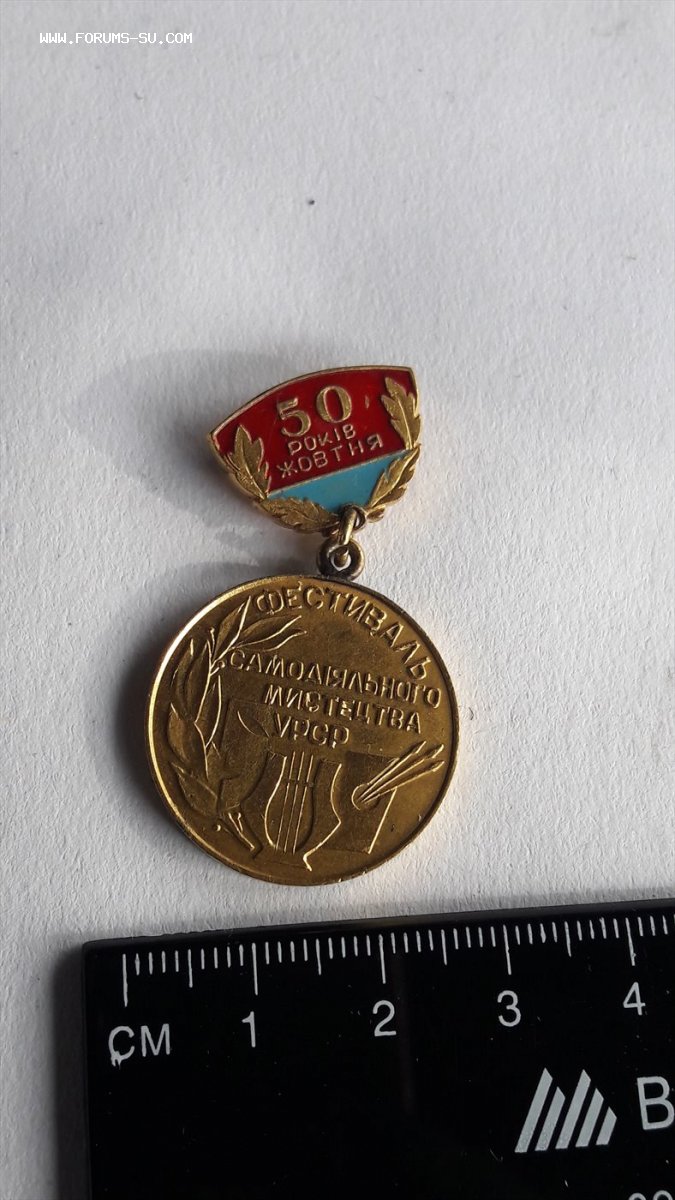 WWW.FORUMS-SU.COM
50
РОКІВ
ЖОВТНЯ
ФЕСТИВАЛЬ
САМОДІЯЛЬНОГО
МИСТЕЦТВА
УРСР
СМ 1 2 3 4